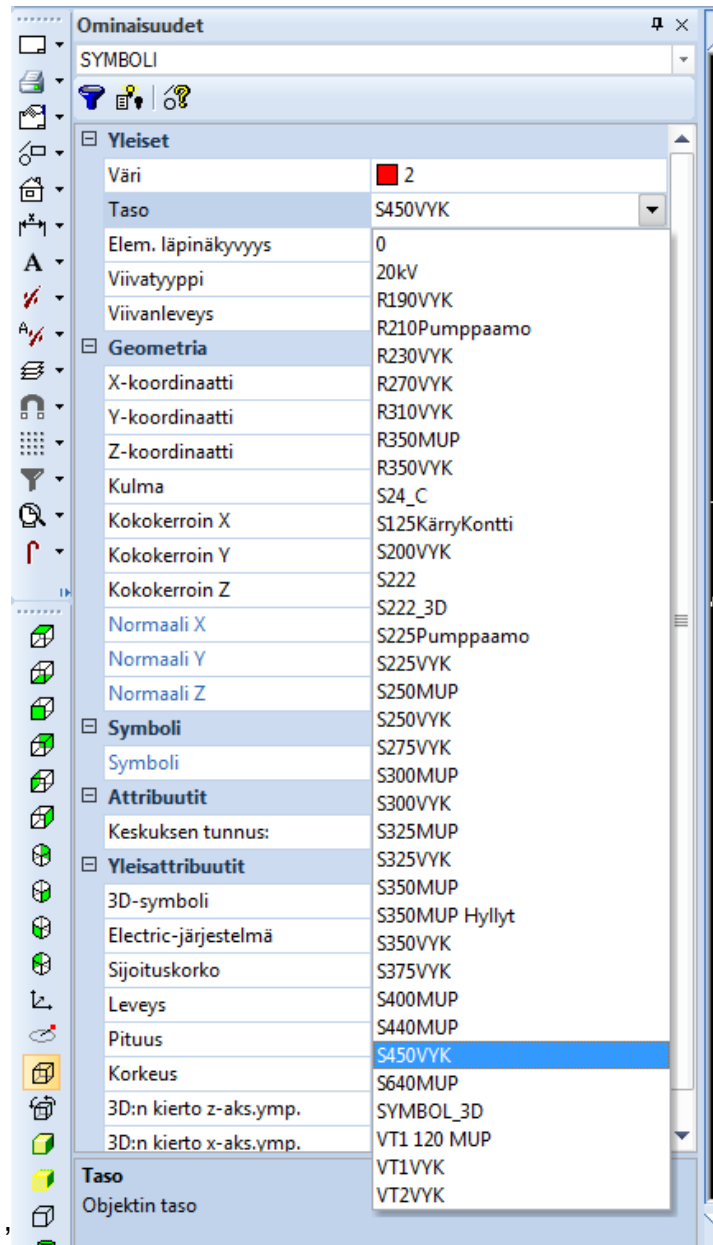 Ominaisuudet
SYMBOLI
Yleiset
Väri 2
Taso S450VYK
Elem. läpinäkyvyys
Viivatyyppi
Viivanleveys
Geometria
X-koordinaatti
Y-koordinaatti
Z-koordinaatti
Kulma
Kokokerroin X
Kokokerroin Y
Kokokerroin Z
Normaali X
Normaali Y
Normaali Z
Symboli
Symboli
Attribuutit
Keskuksen tunnus:
Yleisattribuutit
3D-symboli
Electric-järjestelmä
Sijoituskorko
Leveys
Pituus
Korkeus
3D:n kierto z-aks.ymp.
3D:n kierto x-aks.ymp.
0
20kV
R190VYK
R210Pumppaamo
R230VYK
R270VYK
R310VYK
R350MUP
R350VYK
S24_C
S125KärryKontti
S200VYK
S222
S222_3D
S225Pumppaamo
S225VYK
S250MUP
S250VYK
S275VYK
S300MUP
S300VYK
S325MUP
S325VYK
S350MUP
S350MUP Hyllyt
S350VYK
S375VYK
S400MUP
S440MUP
S450VYK
S640MUP
SYMBOL_3D
VT1 120 MUP
VT1VYK
VT2VYK
Taso
Objektin taso
,